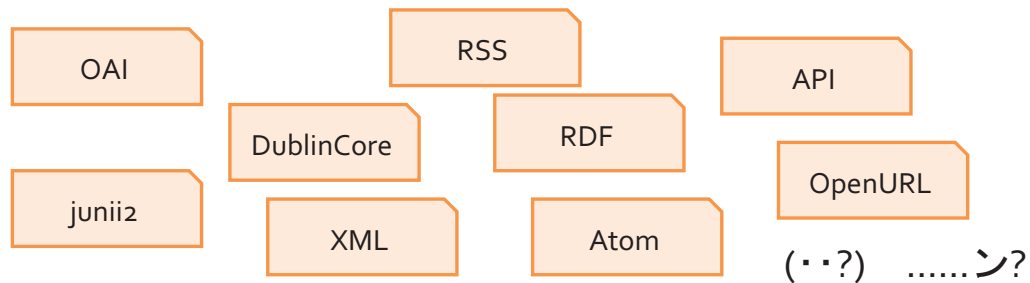 OAI
RSS
API
DublinCore
RDF
OpenURL
junii2
XML
Atom
(･･?) ......ン?